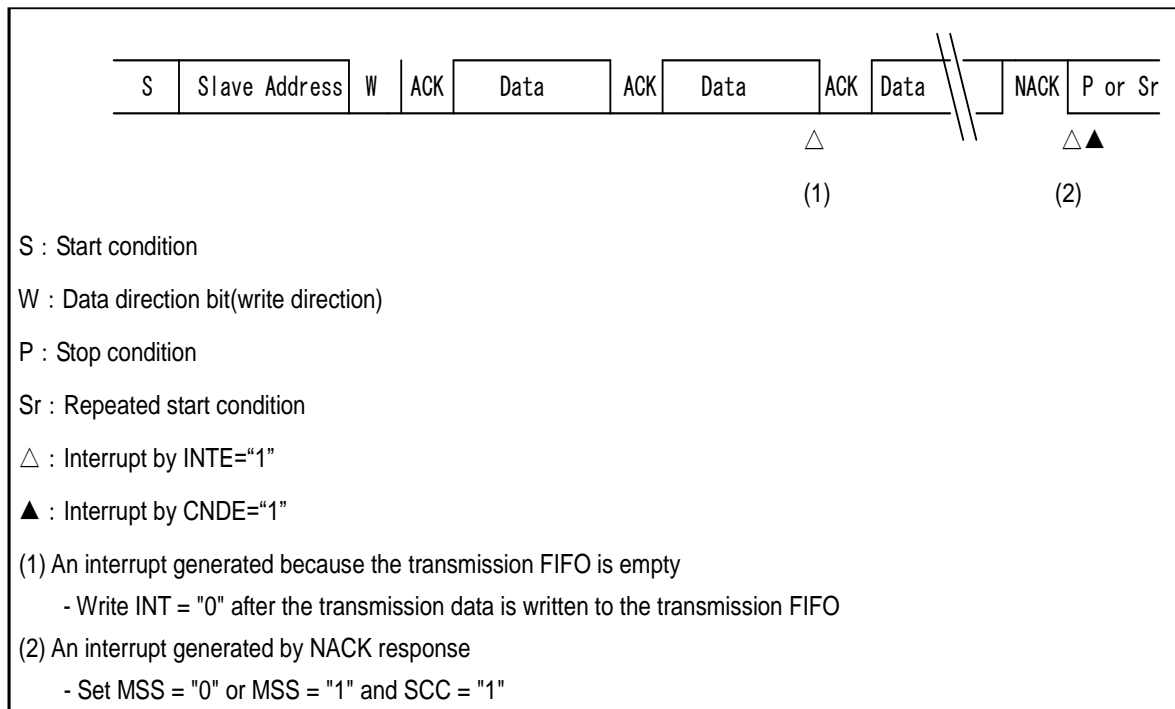 S Slave Address W ACK Data ACK Data ACK Data NACK P or Sr
△ △▲
(1) (2)
S : Start condition
W : Data direction bit(write direction)
P : Stop condition
Sr : Repeated start condition
△ : Interrupt by INTE=“1”
▲ : Interrupt by CNDE=“1”
(1) An interrupt generated because the transmission FIFO is empty
- Write INT = "0" after the transmission data is written to the transmission FIFO
(2) An interrupt generated by NACK response
- Set MSS = "0" or MSS = "1" and SCC = "1"